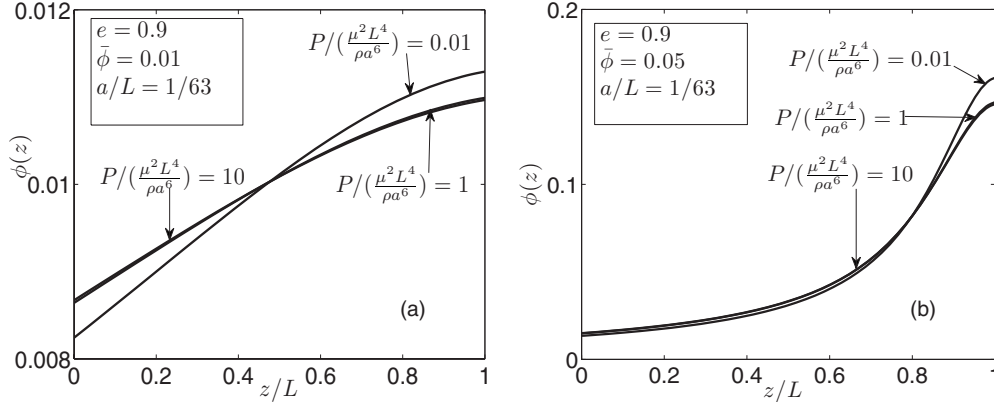 0.012
e = 0.9
φ̄ = 0.01
a/L = 1/63
P/(μ²L⁴/ρa⁶) = 0.01
φ(z)
0.01
P/(μ²L⁴/ρa⁶) = 10
P/(μ²L⁴/ρa⁶) = 1
(a)
0.008
0 0.2 0.4 0.6 0.8 1
z/L
0.2
e = 0.9
φ̄ = 0.05
a/L = 1/63
P/(μ²L⁴/ρa⁶) = 0.01
P/(μ²L⁴/ρa⁶) = 1
φ(z)
0.1
P/(μ²L⁴/ρa⁶) = 10
(b)
0
0 0.2 0.4 0.6 0.8 1
z/L